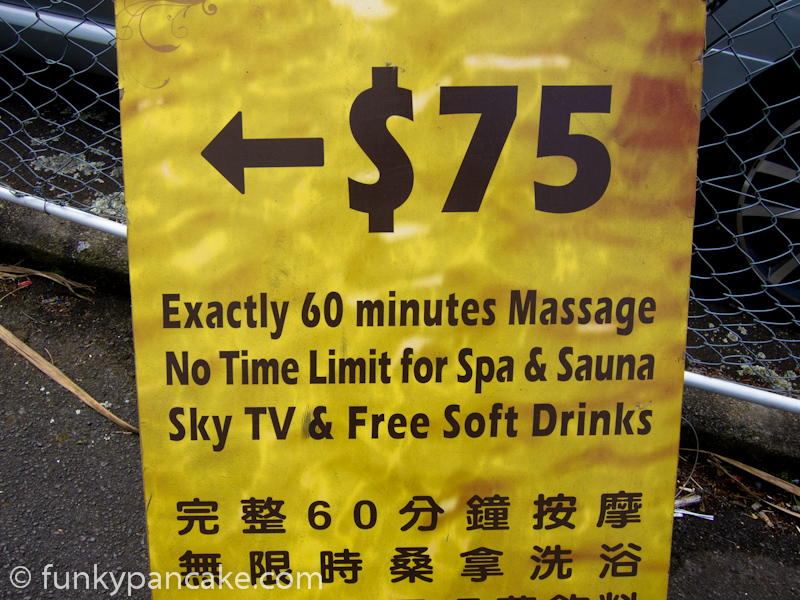 ←$75
Exactly 60 minutes Massage
No Time Limit for Spa & Sauna
Sky TV & Free Soft Drinks
完整60分鐘按摩
無限時桑拿洗浴
© funkypancake.com